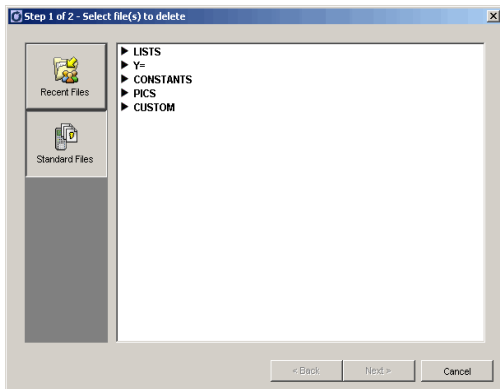 Step 1 of 2 - Select file(s) to delete
Recent Files
Standard Files
LISTS
Y=
CONSTANTS
PICS
CUSTOM
< Back
Next >
Cancel